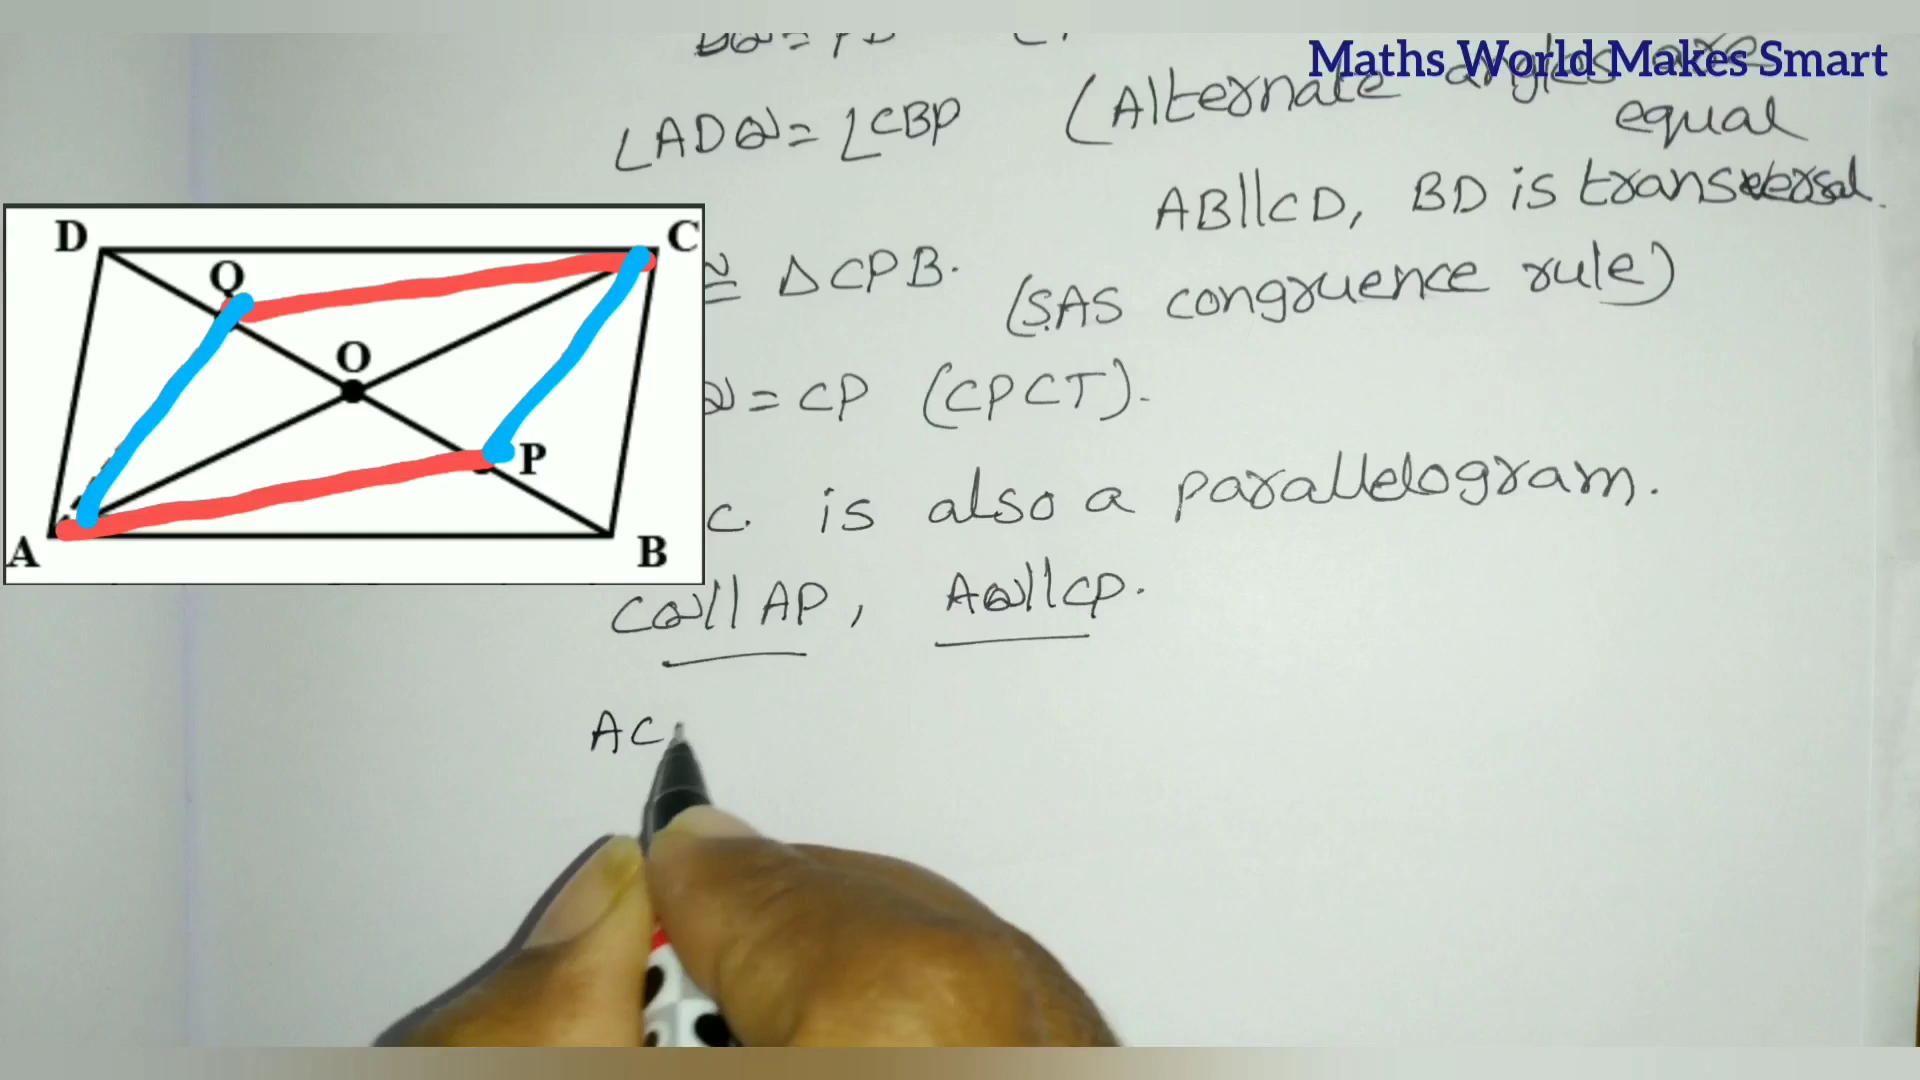 Maths World Makes Smart
∠ADQ = ∠CBP (Alternate angles are
equal
AB||CD, BD is transversal.
≅ ΔCPB. (SAS congruence rule)
Q = CP (CPCT).
C. is also a parallelogram.
CQ||AP, AQ||CP.
AC
D
C
Q
O
P
A
B